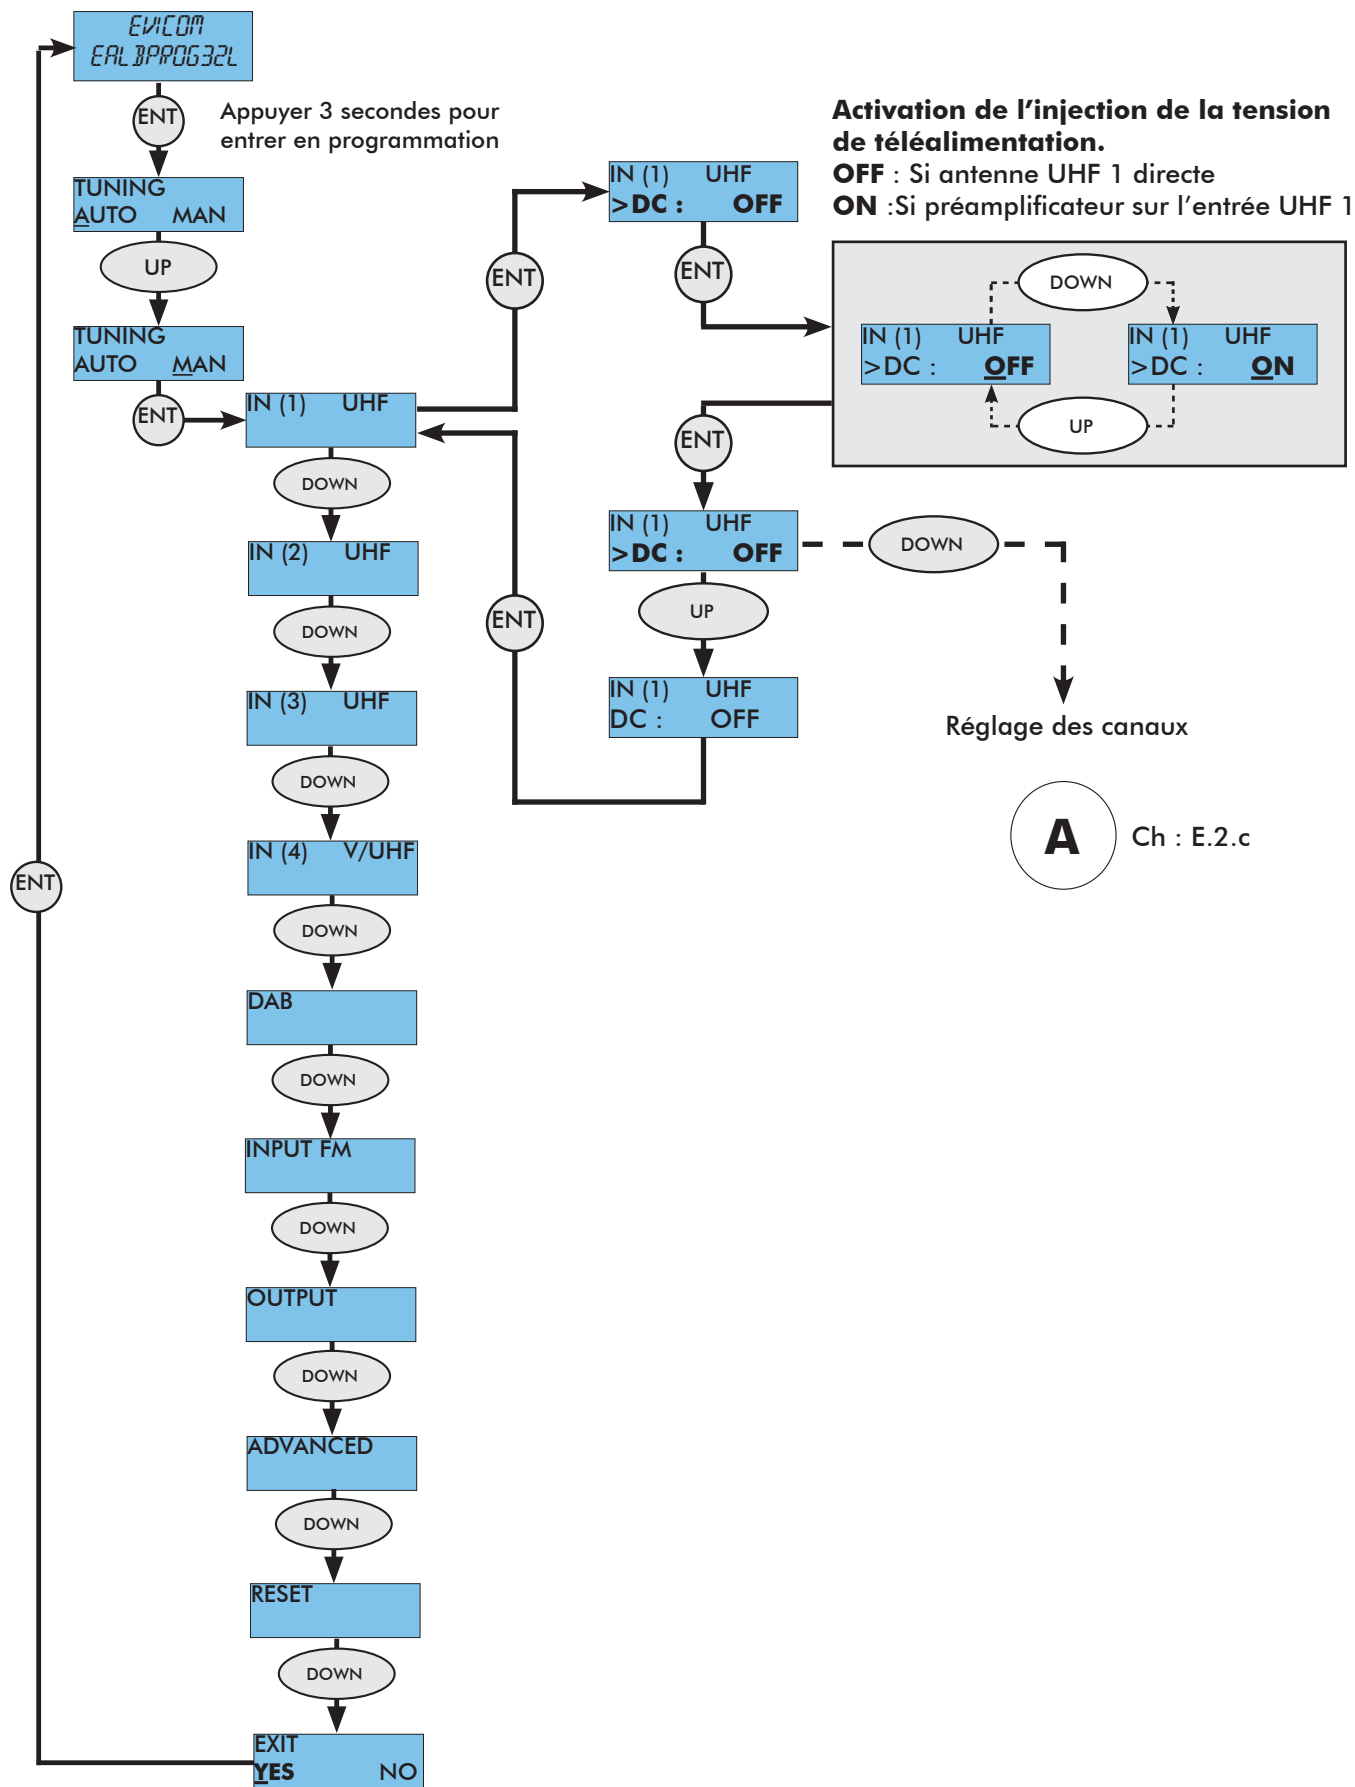 EVICOM
EALBPROG32L
ENT
Appuyer 3 secondes pour
entrer en programmation
TUNING
AUTO MAN
UP
TUNING
AUTO MAN
ENT
IN (1) UHF
DOWN
IN (2) UHF
DOWN
IN (3) UHF
DOWN
IN (4) V/UHF
DOWN
DAB
DOWN
INPUT FM
DOWN
OUTPUT
DOWN
ADVANCED
DOWN
RESET
DOWN
EXIT
YES NO
ENT
ENT
IN (1) UHF
>DC : OFF
ENT
Activation de l’injection de la tension
de téléalimentation.
OFF : Si antenne UHF 1 directe
ON :Si préamplificateur sur l’entrée UHF 1
DOWN
IN (1) UHF
>DC : OFF
IN (1) UHF
>DC : ON
UP
ENT
IN (1) UHF
>DC : OFF
DOWN
UP
ENT
IN (1) UHF
DC : OFF
Réglage des canaux
A Ch : E.2.c